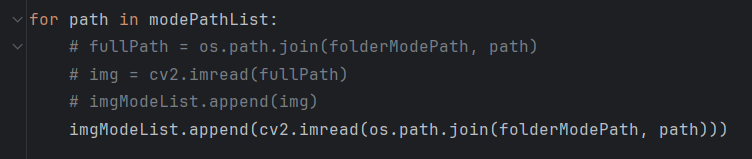 for path in modePathList:
    # fullPath = os.path.join(folderModePath, path)
    # img = cv2.imread(fullPath)
    # imgModeList.append(img)
    imgModeList.append(cv2.imread(os.path.join(folderModePath, path)))